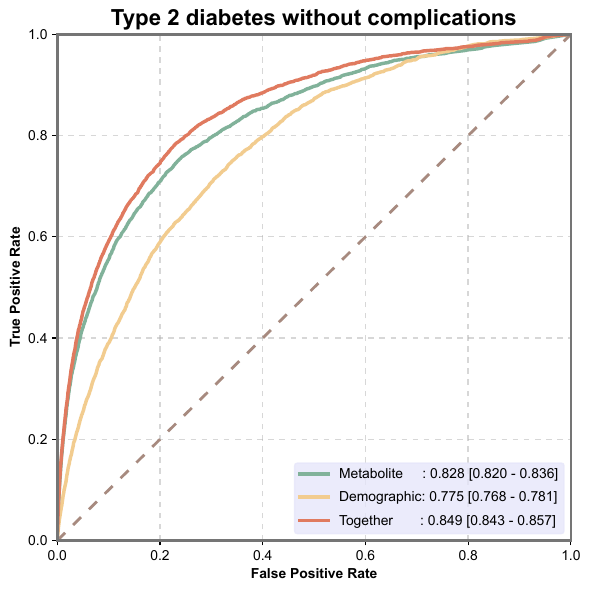 Type 2 diabetes without complications
1.0
0.8
0.6
0.4
0.2
0.0
True Positive Rate
Metabolite : 0.828 [0.820 - 0.836]
Demographic: 0.775 [0.768 - 0.781]
Together : 0.849 [0.843 - 0.857]
0.0 0.2 0.4 0.6 0.8 1.0
False Positive Rate